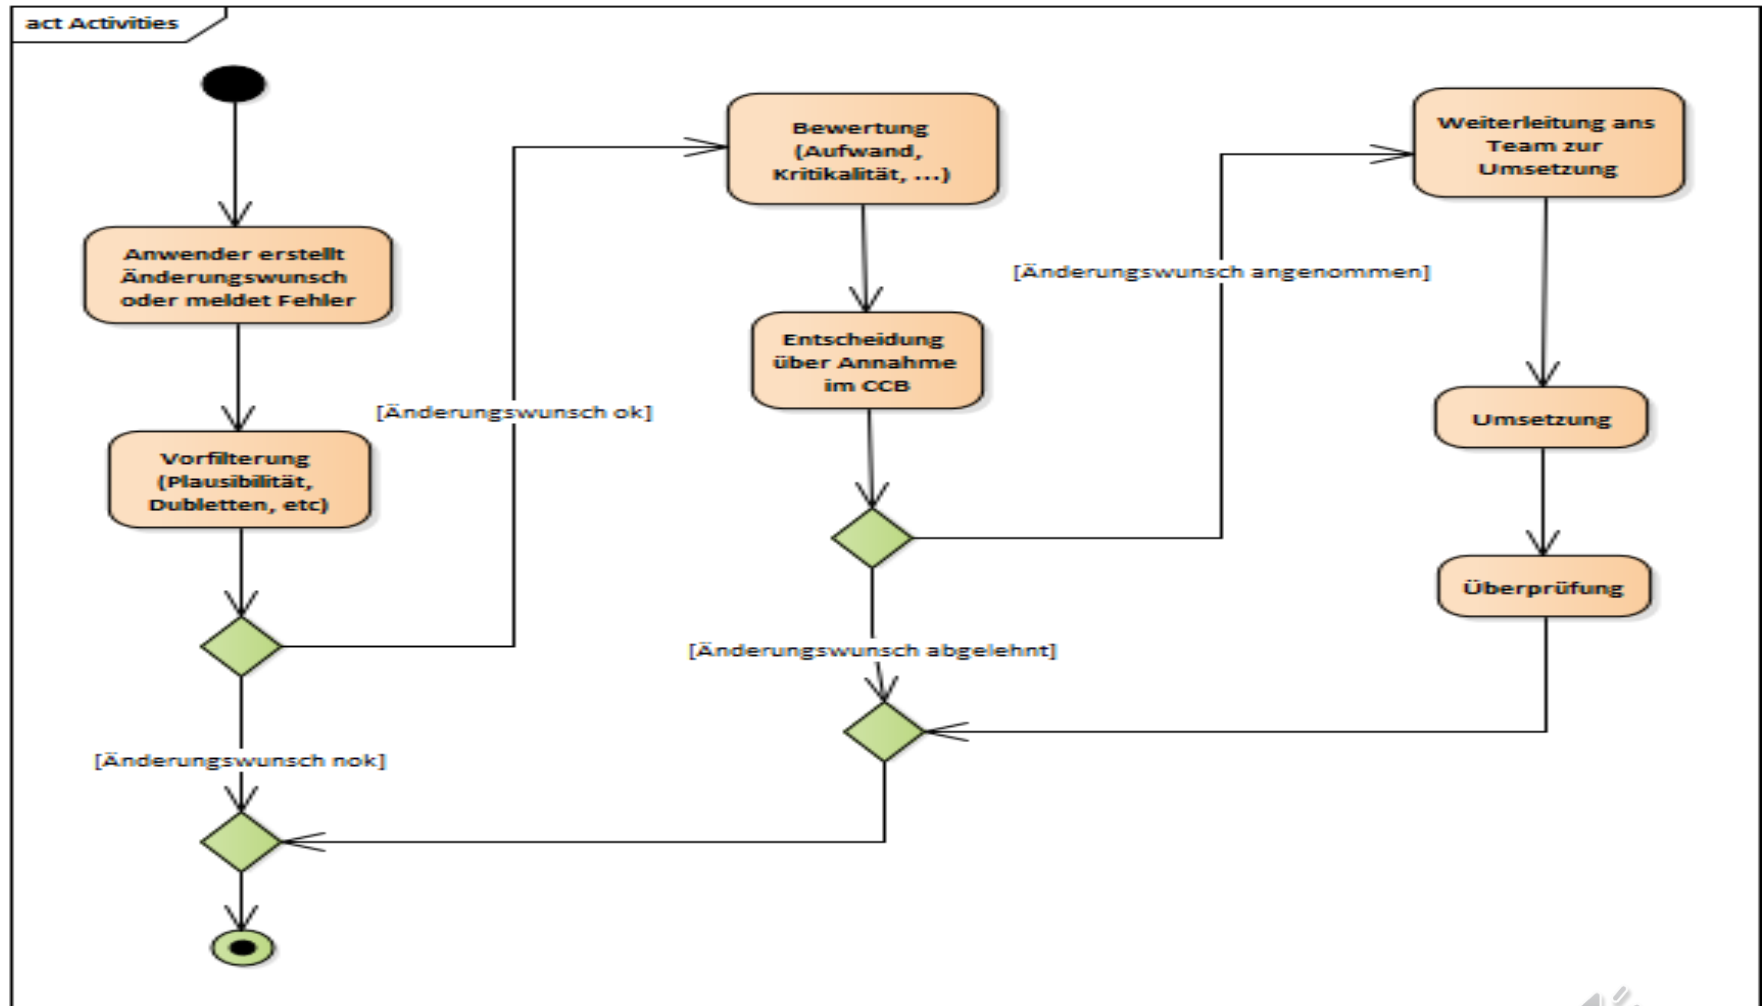 act Activities
Anwender erstellt
Änderungswunsch
oder meldet Fehler
Vorfilterung
(Plausibilität,
Dubletten, etc)
[Änderungswunsch ok]
[Änderungswunsch nok]
Bewertung
(Aufwand,
Kritikalität, ...)
Entscheidung
über Annahme
im CCB
[Änderungswunsch angenommen]
[Änderungswunsch abgelehnt]
Weiterleitung ans
Team zur
Umsetzung
Umsetzung
Überprüfung